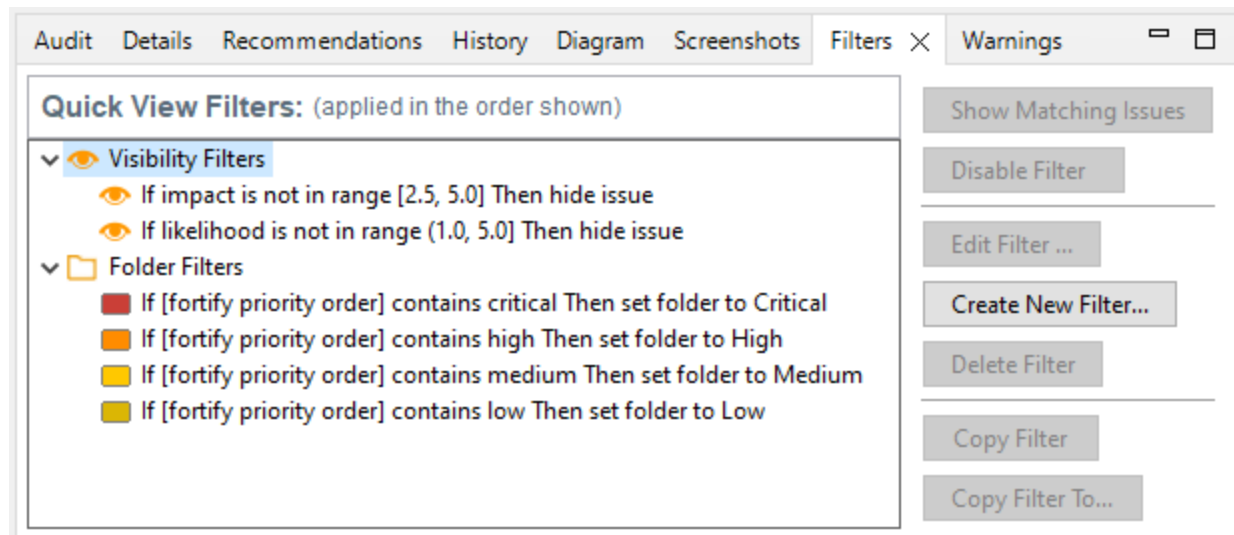 Audit Details Recommendations History Diagram Screenshots Filters Warnings
Quick View Filters: (applied in the order shown)
Visibility Filters
If impact is not in range [2.5, 5.0] Then hide issue
If likelihood is not in range (1.0, 5.0] Then hide issue
Folder Filters
If [fortify priority order] contains critical Then set folder to Critical
If [fortify priority order] contains high Then set folder to High
If [fortify priority order] contains medium Then set folder to Medium
If [fortify priority order] contains low Then set folder to Low
Show Matching Issues
Disable Filter
Edit Filter ...
Create New Filter...
Delete Filter
Copy Filter
Copy Filter To...